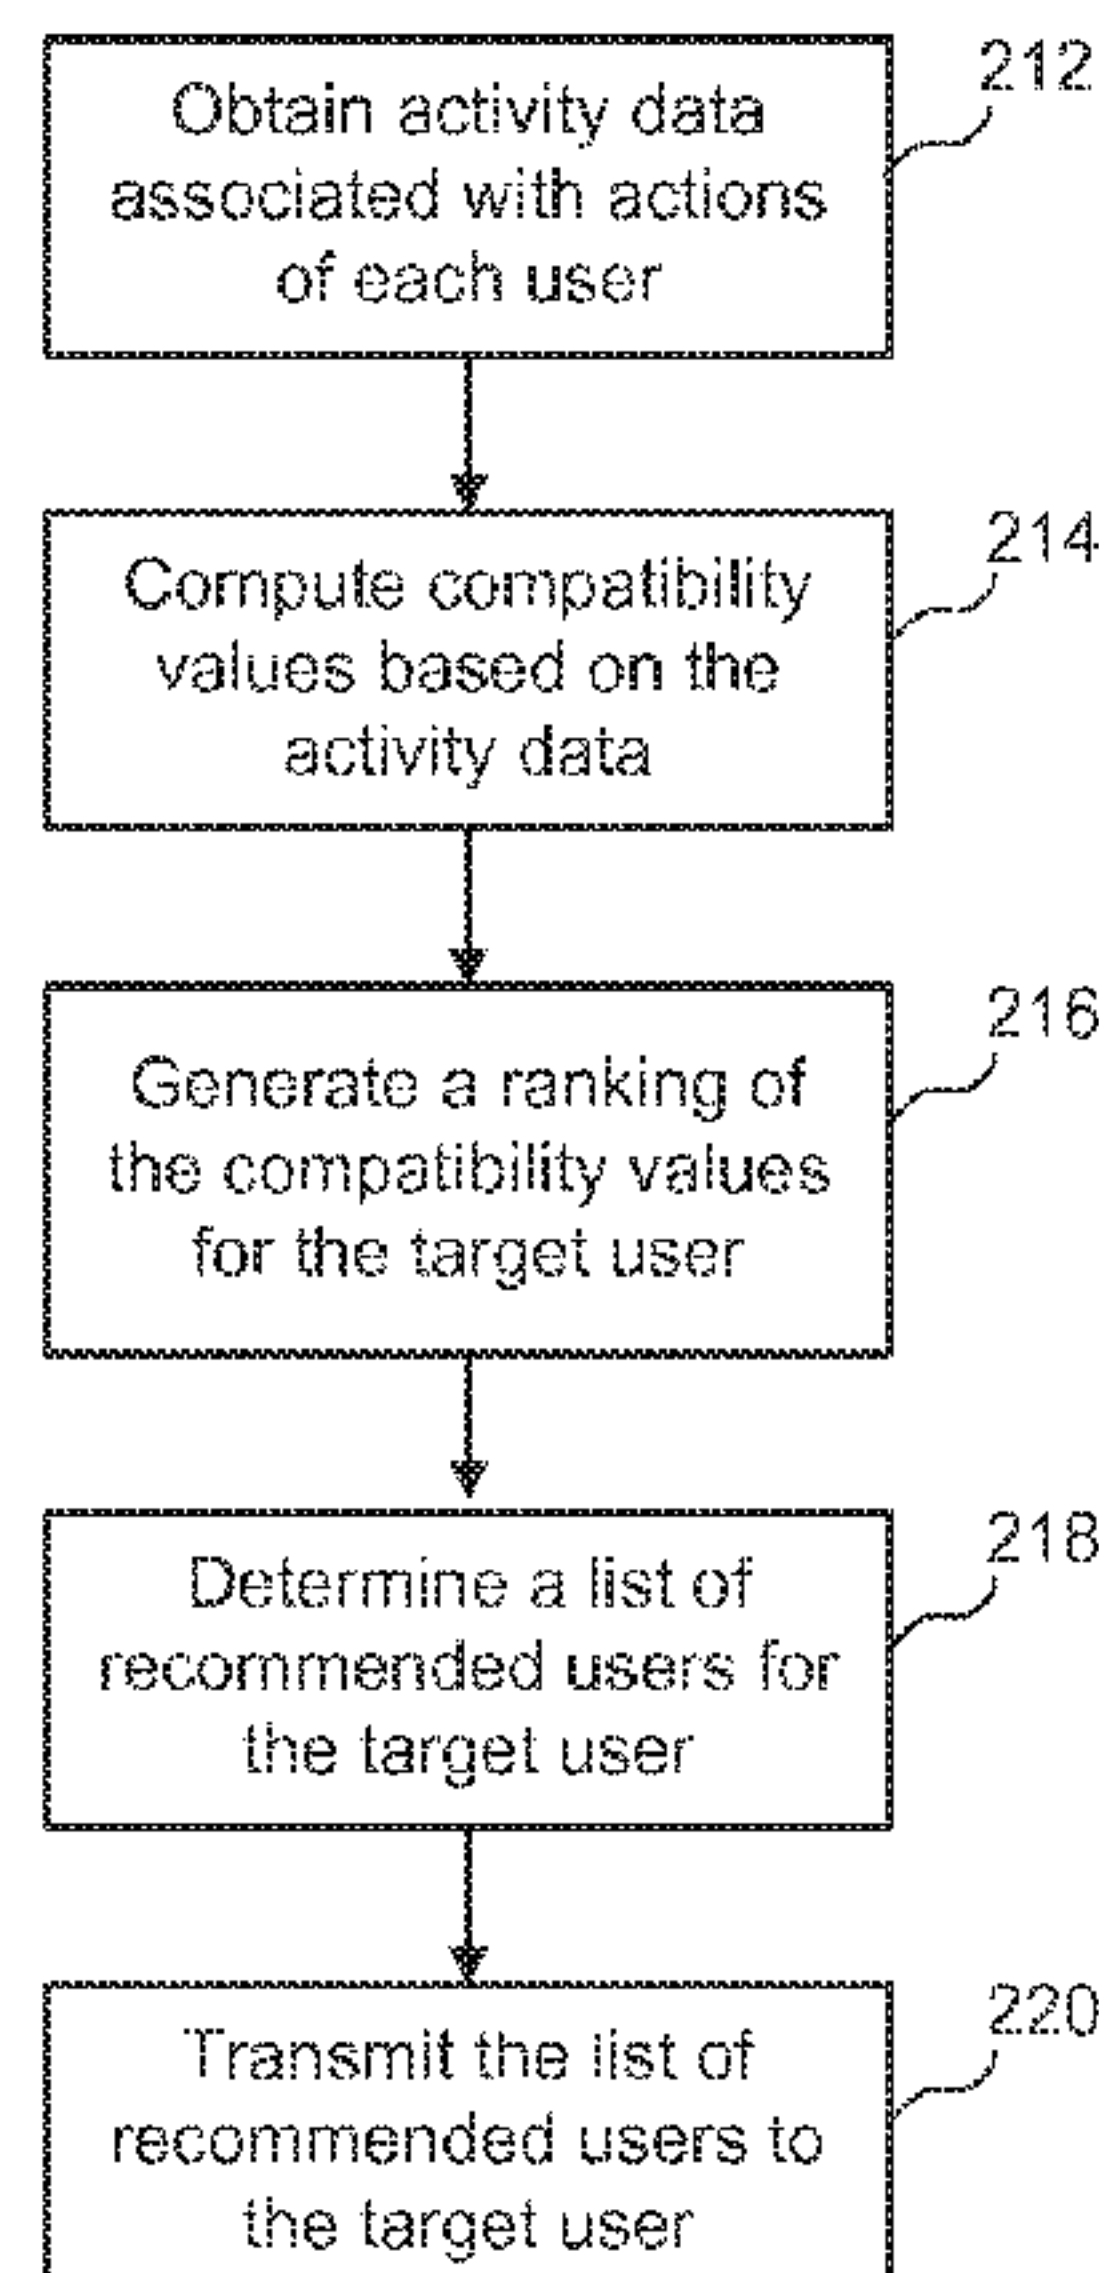 212
Obtain activity data
associated with actions
of each user
214
Compute compatibility
values based on the
activity data
216
Generate a ranking of
the compatibility values
for the target user
218
Determine a list of
recommended users for
the target user
220
Transmit the list of
recommended users to
the target user